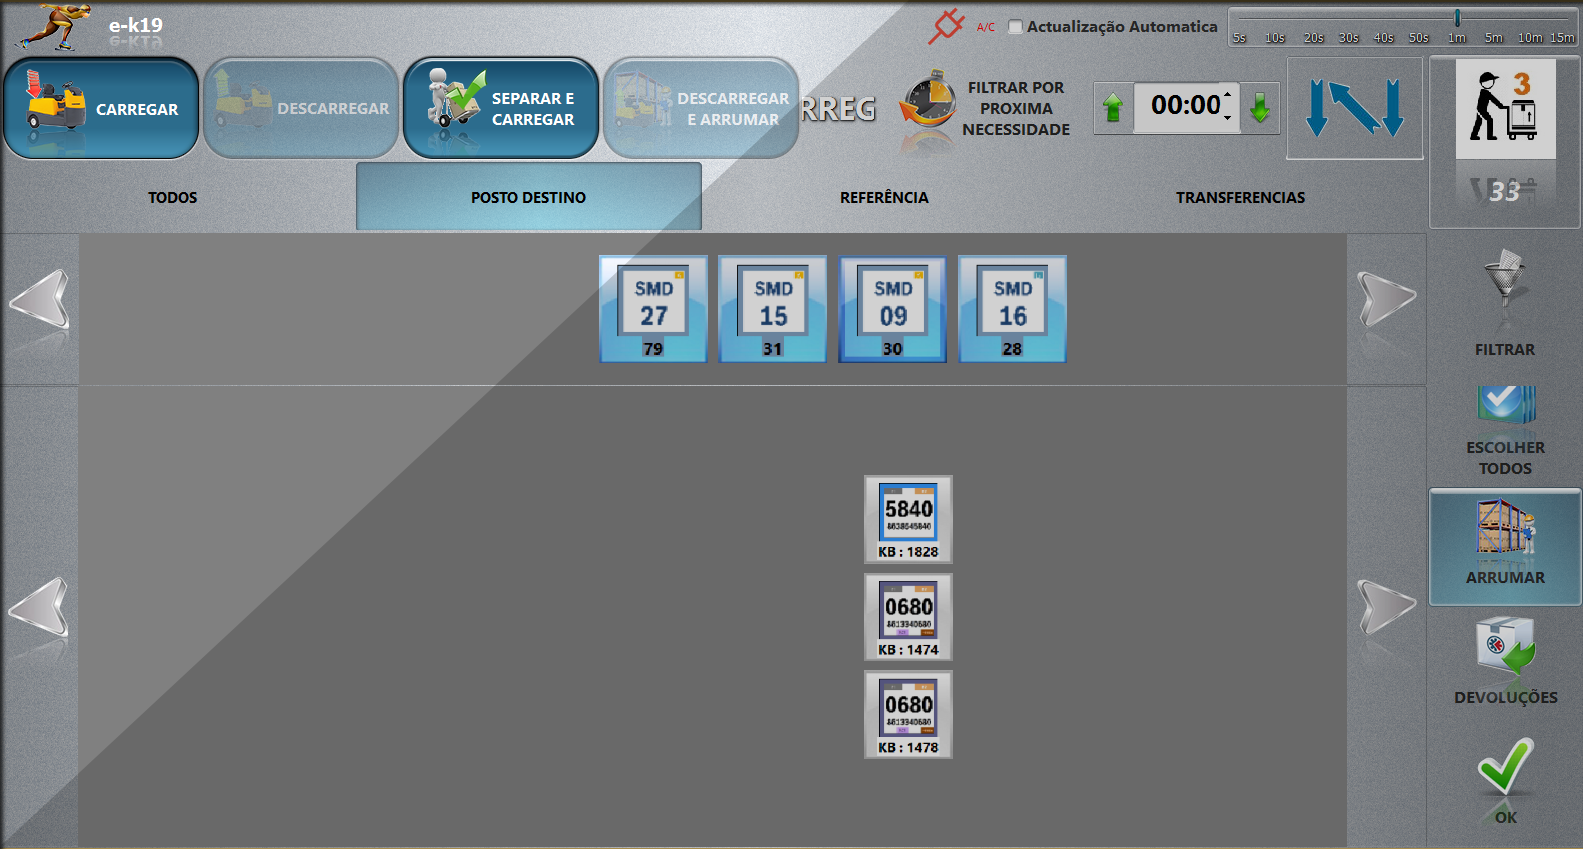 e-k19
A/C
Actualização Automatica
5s 10s 20s 30s 40s 50s 1m 5m 10m 15m
CARREGAR
DESCARREGAR
SEPARAR E
CARREGAR
DESCARREGAR
E ARRUMAR
RREG
FILTRAR POR
PROXIMA
NECESSIDADE
00:00
3
33
TODOS
POSTO DESTINO
REFERÊNCIA
TRANSFERENCIAS
SMD
27
79
SMD
15
31
SMD
09
30
SMD
16
28
FILTRAR
ESCOLHER
TODOS
ARRUMAR
DEVOLUÇÕES
OK
5840
8638645840
KB : 1828
0680
8613340680
KB : 1474
0680
8613340680
KB : 1478